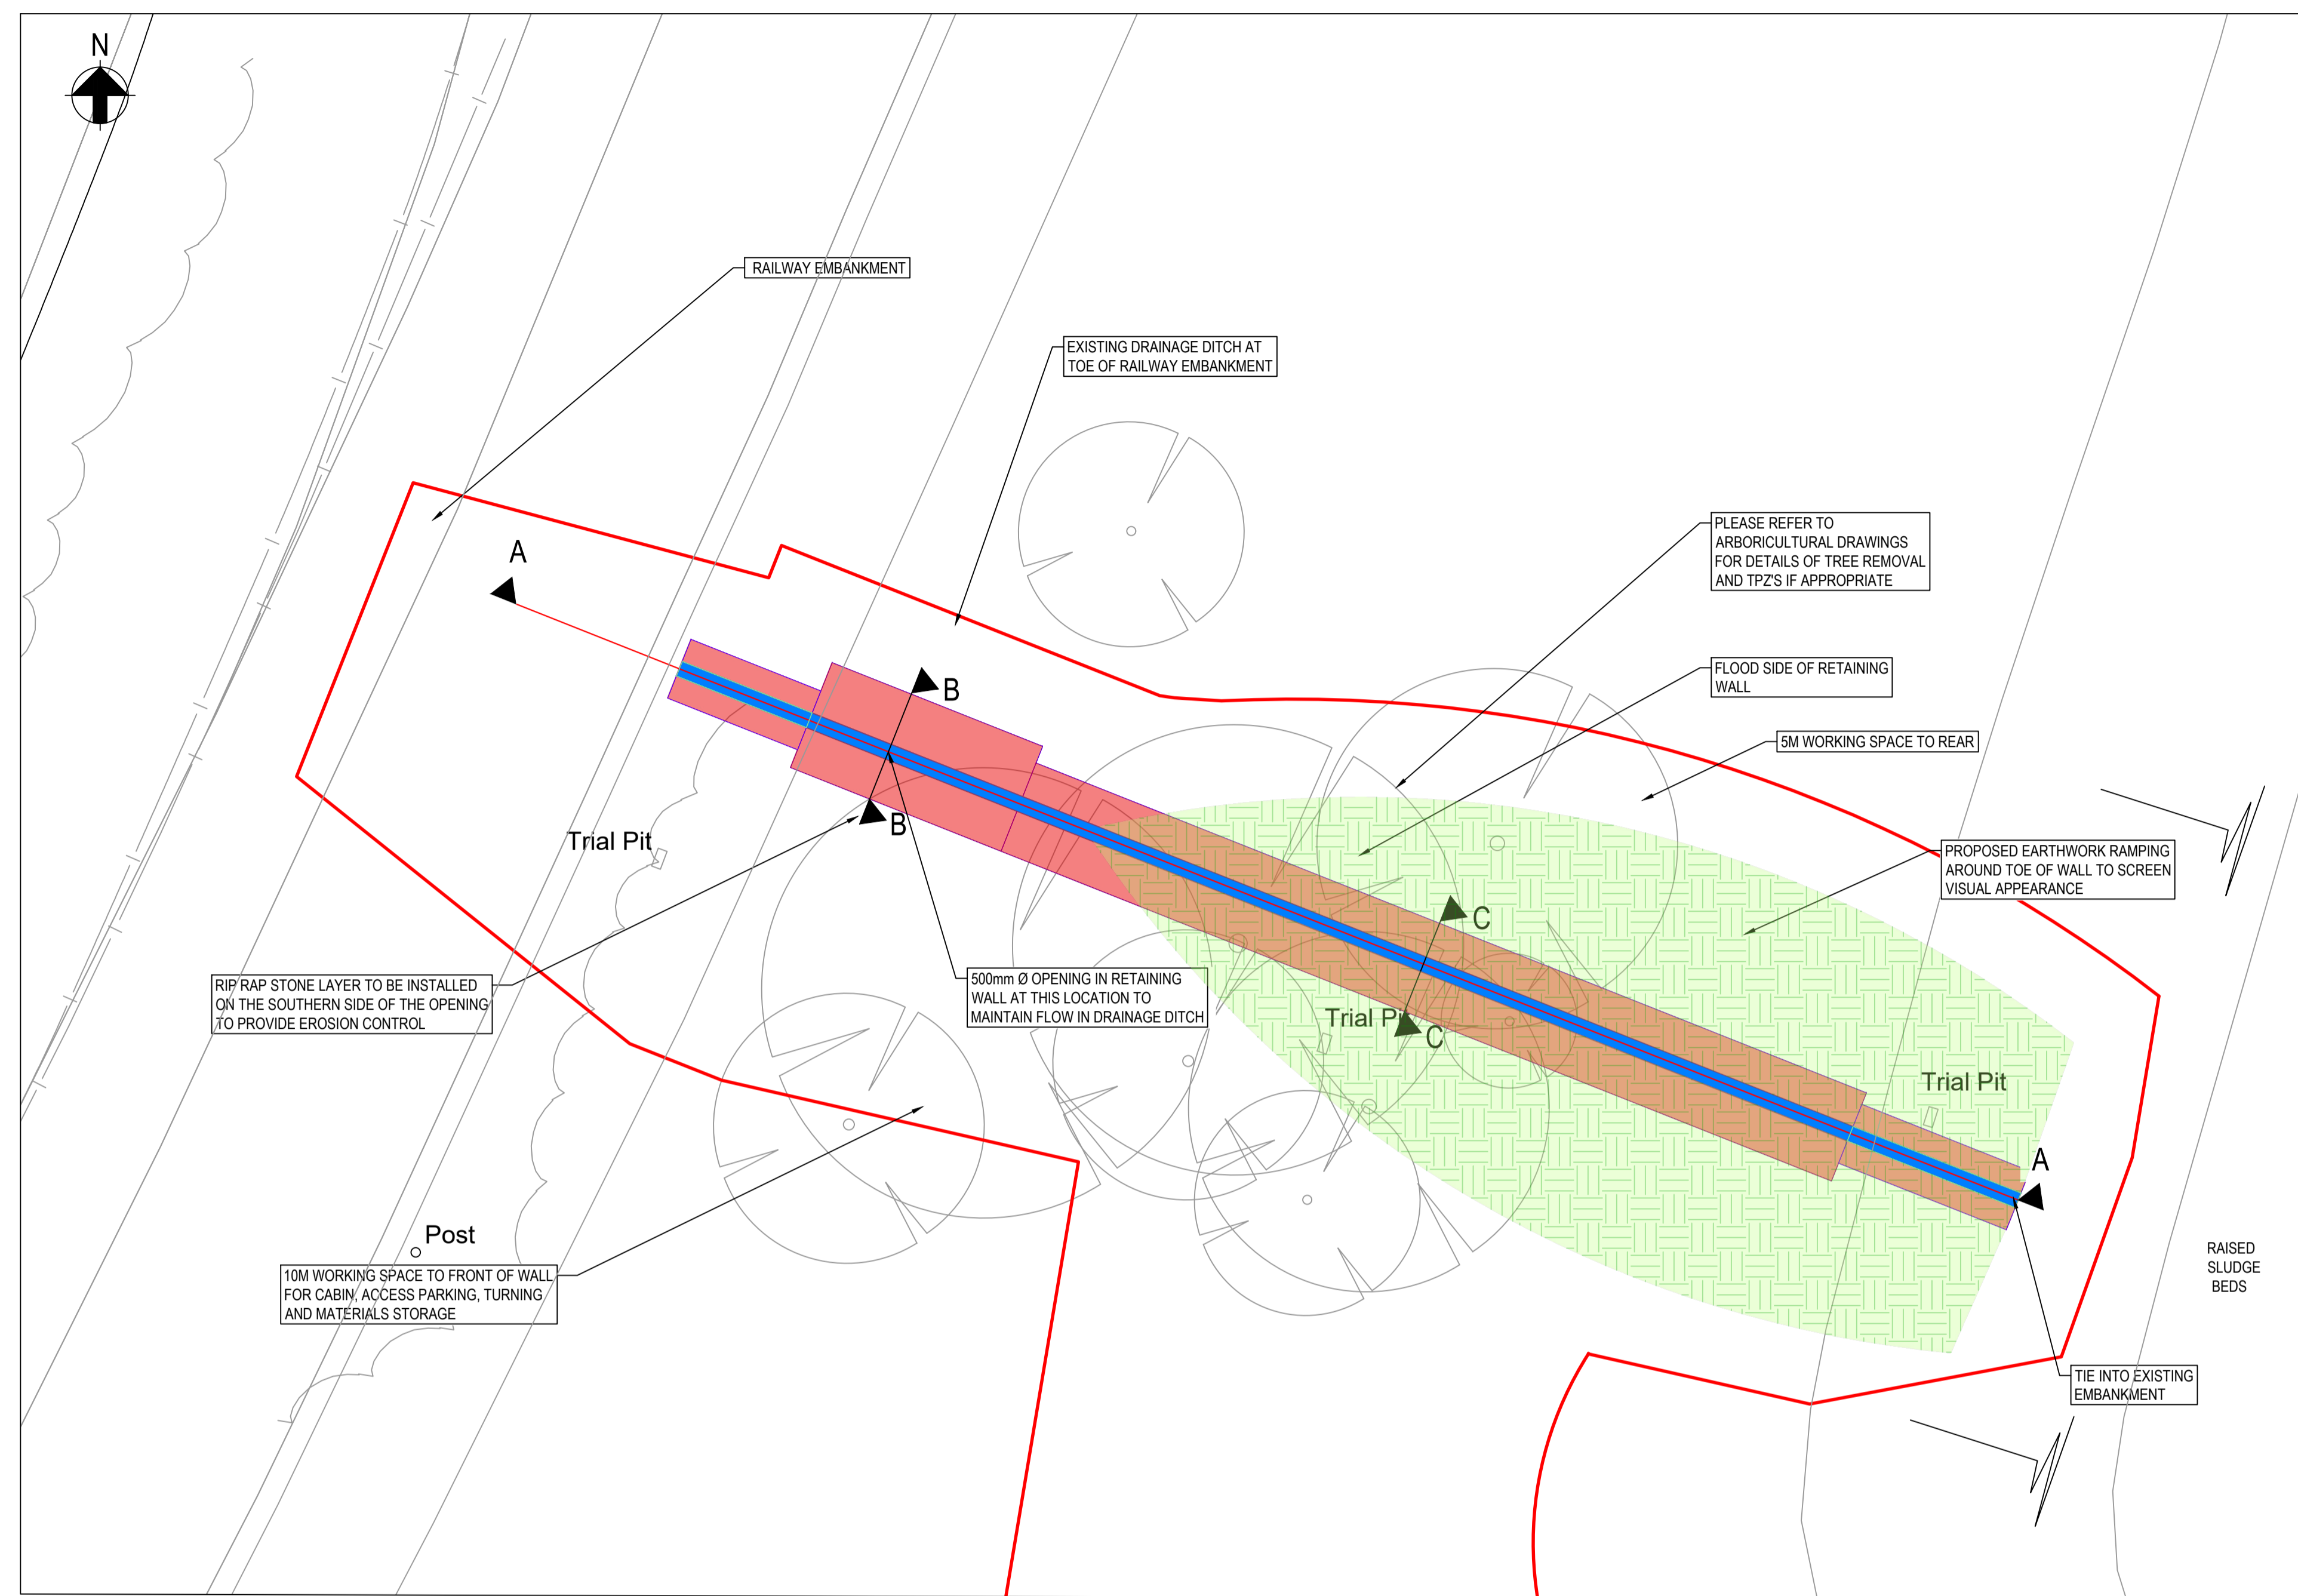 N
RAILWAY EMBANKMENT
EXISTING DRAINAGE DITCH AT
TOE OF RAILWAY EMBANKMENT
A
PLEASE REFER TO
ARBORICULTURAL DRAWINGS
FOR DETAILS OF TREE REMOVAL
AND TPZ'S IF APPROPRIATE
FLOOD SIDE OF RETAINING
WALL
B
5M WORKING SPACE TO REAR
B
Trial Pit
PROPOSED EARTHWORK RAMPING
AROUND TOE OF WALL TO SCREEN
VISUAL APPEARANCE
C
RIP RAP STONE LAYER TO BE INSTALLED
ON THE SOUTHERN SIDE OF THE OPENING
TO PROVIDE EROSION CONTROL
500mm Ø OPENING IN RETAINING
WALL AT THIS LOCATION TO
MAINTAIN FLOW IN DRAINAGE DITCH
Trial Pit
C
Trial Pit
A
Post
RAISED
SLUDGE
BEDS
10M WORKING SPACE TO FRONT OF WALL
FOR CABIN, ACCESS PARKING, TURNING
AND MATERIALS STORAGE
TIE INTO EXISTING
EMBANKMENT